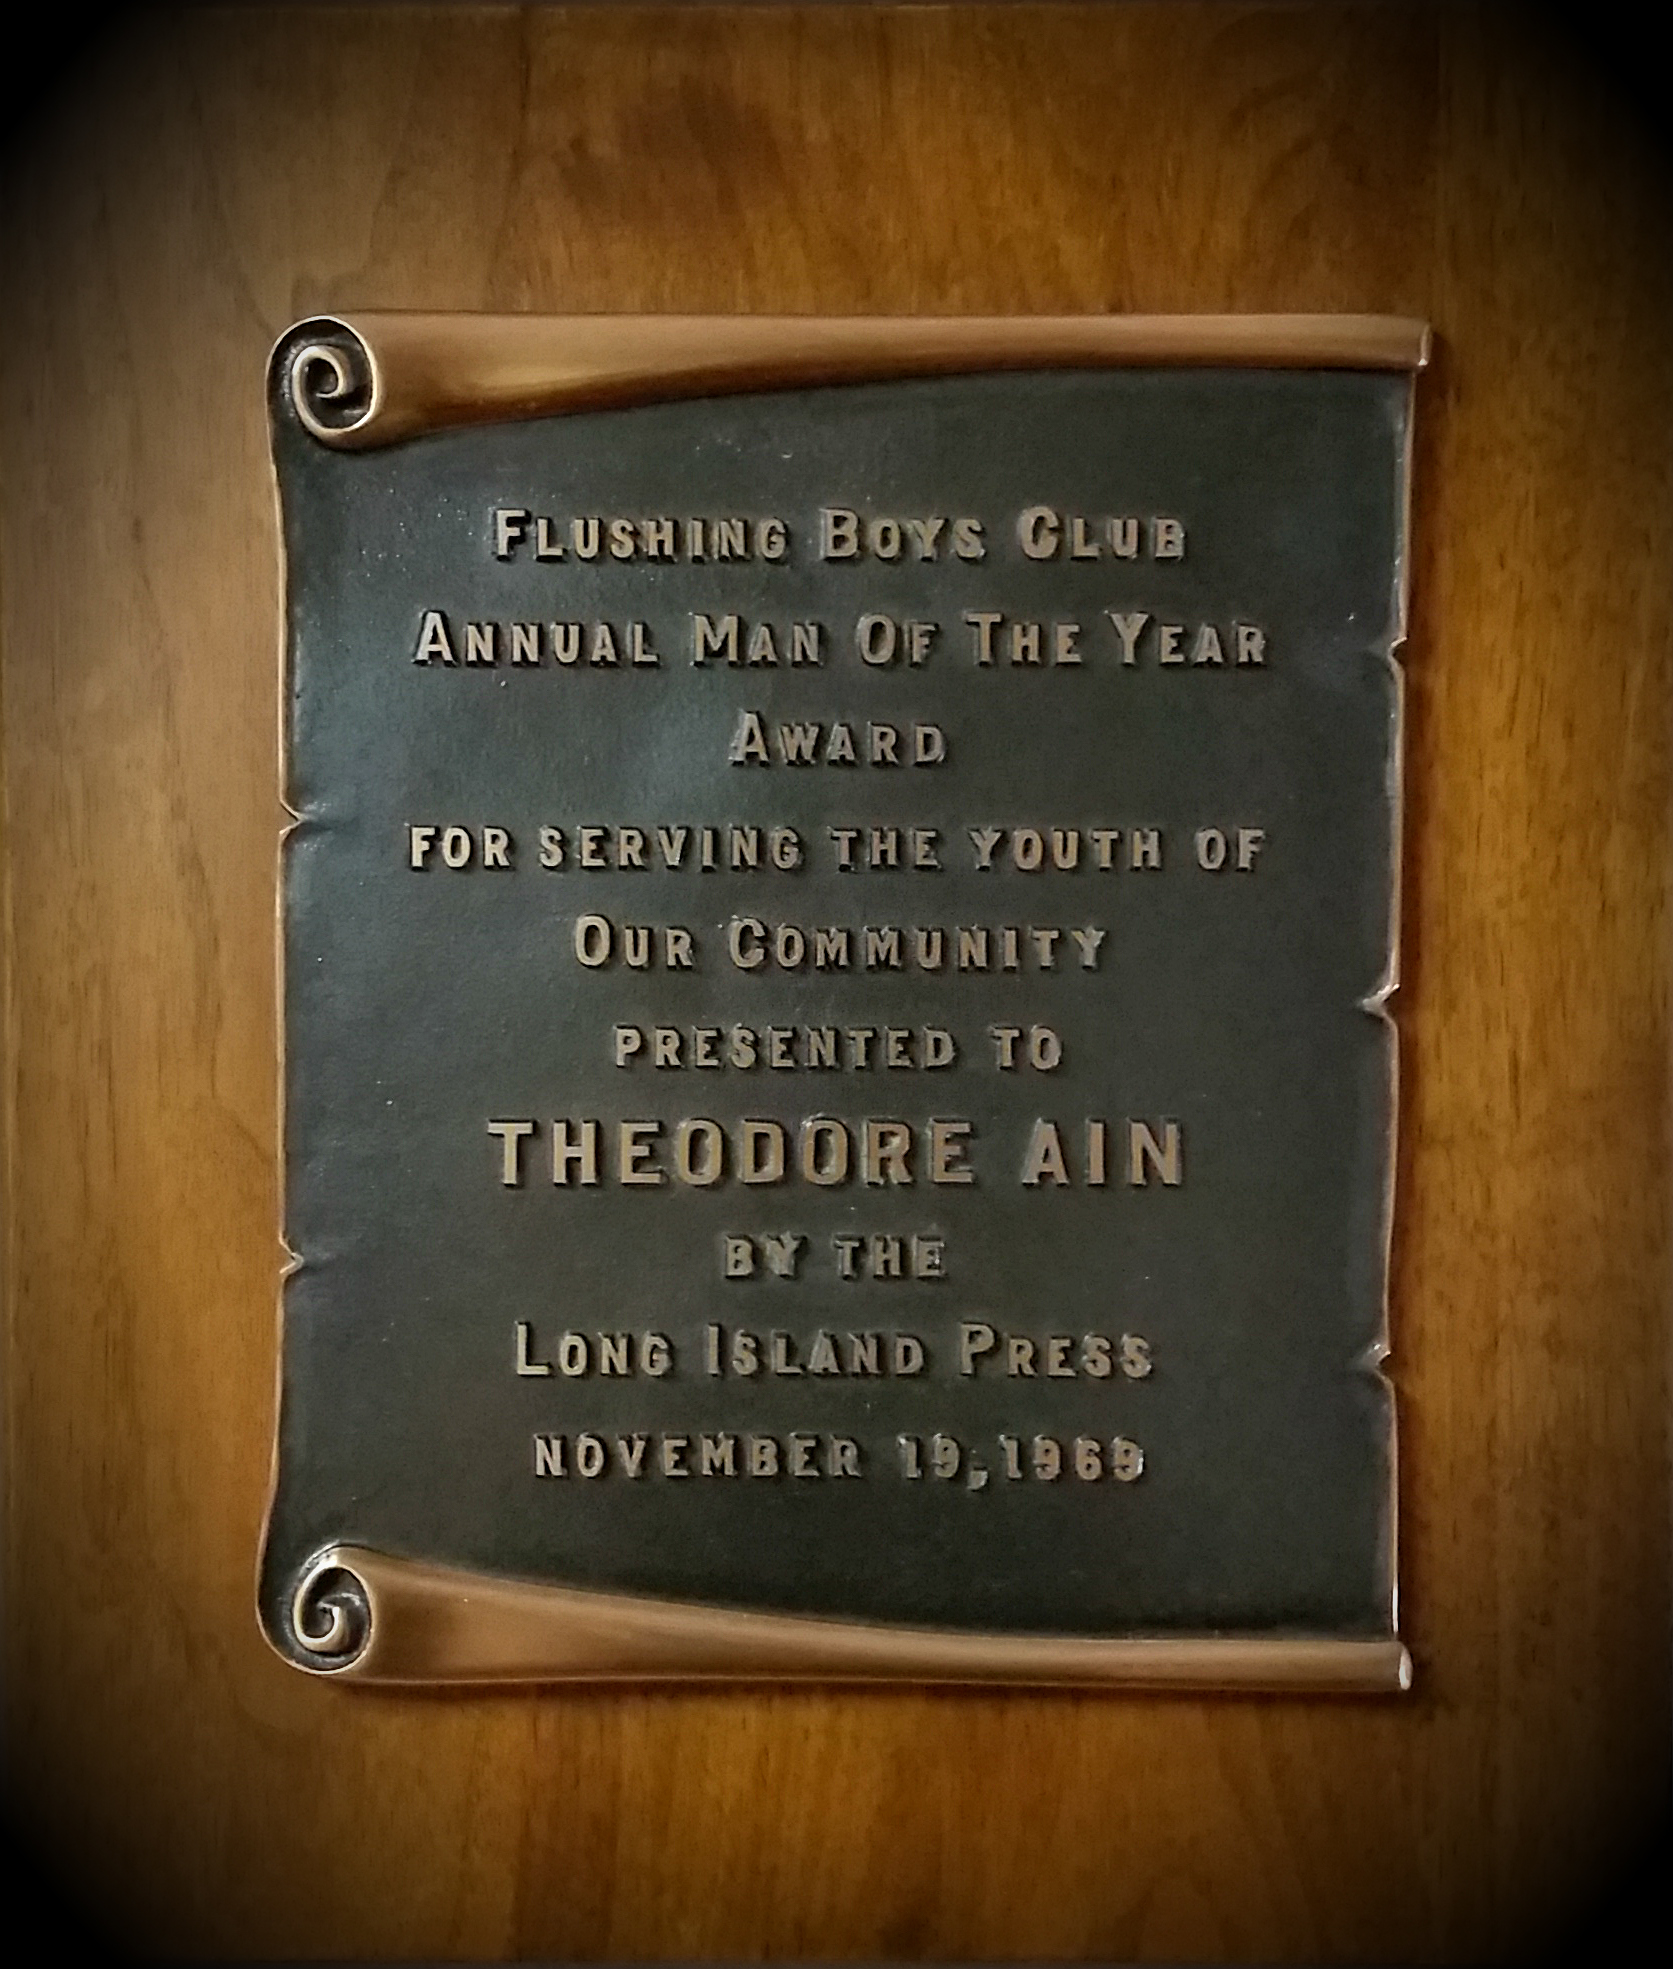 FLUSHING BOYS CLUB
ANNUAL MAN OF THE YEAR
AWARD
FOR SERVING THE YOUTH OF
OUR COMMUNITY
PRESENTED TO
THEODORE AIN
BY THE
LONG ISLAND PRESS
NOVEMBER 19,1969